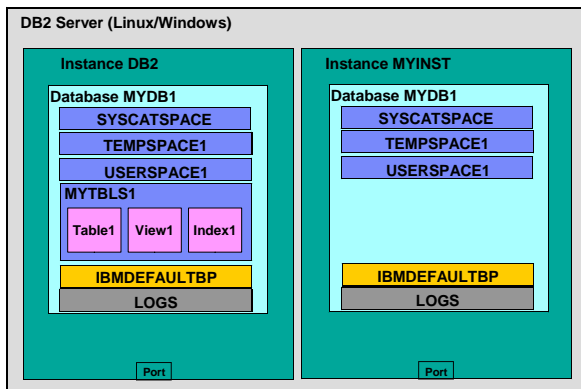 DB2 Server (Linux/Windows)
Instance DB2
Database MYDB1
SYSCATSPACE
TEMPSPACE1
USERSPACE1
MYTBLS1
Table1
View1
Index1
IBMDEFAULTBP
LOGS
Port
Instance MYINST
Database MYDB1
SYSCATSPACE
TEMPSPACE1
USERSPACE1
IBMDEFAULTBP
LOGS
Port